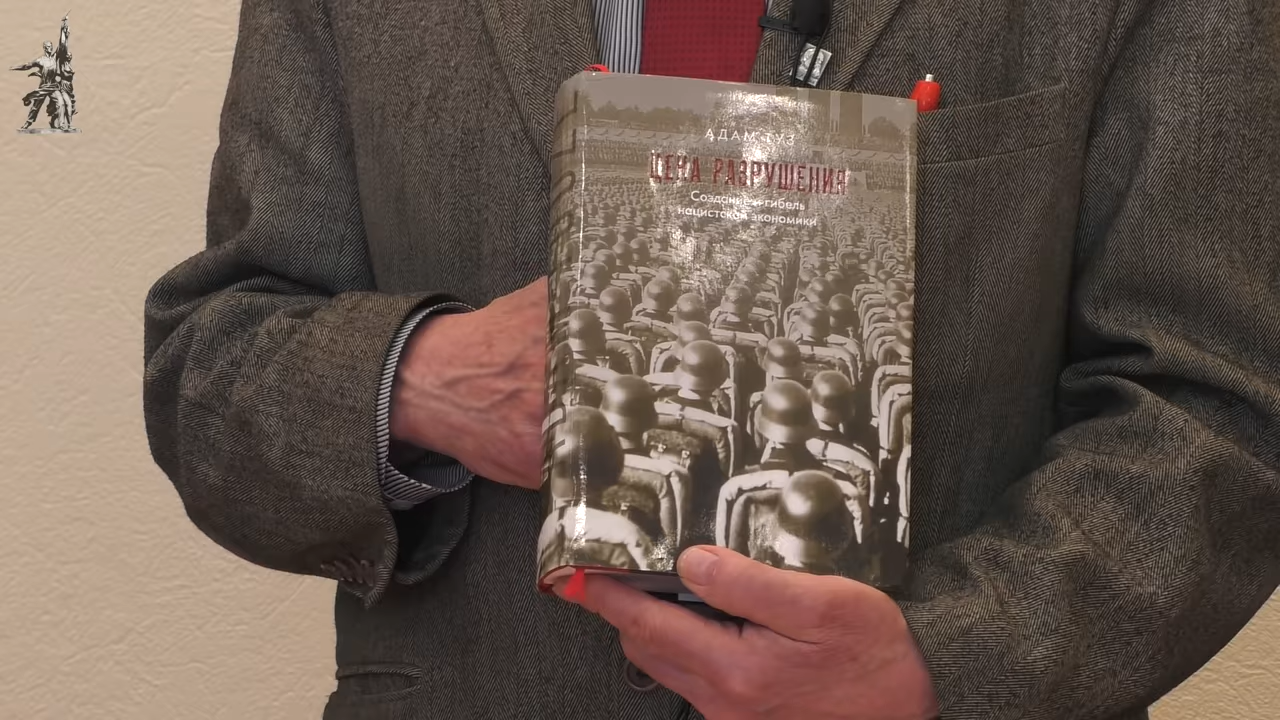 АДАМ ТУЗ
ЦЕНА РАЗРУШЕНИЯ
Создание и гибель
нацистской экономики